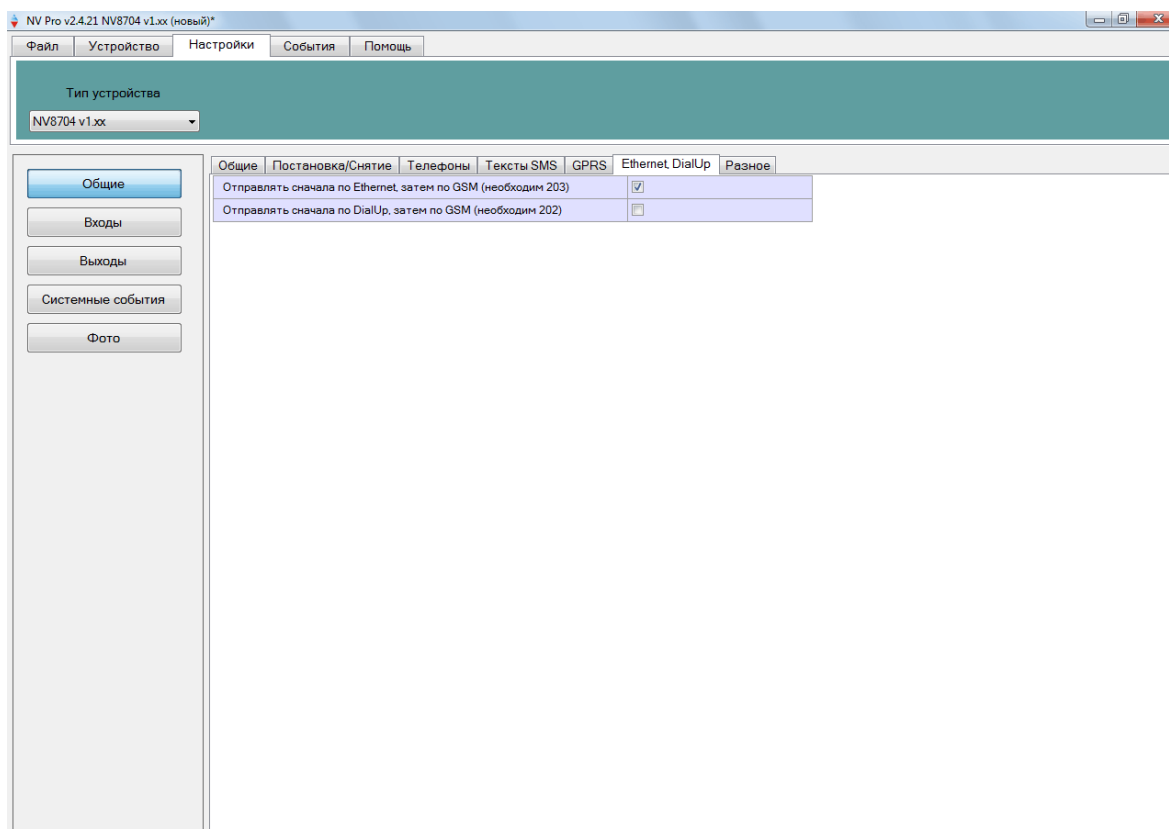 NV Pro v2.4.21 NV8704 v1.xx (новый)*
Файл Устройство Настройки События Помощь
Тип устройства
NV8704 v1.xx
Общие
Входы
Выходы
Системные события
Фото
Общие Постановка/Снятие Телефоны Тексты SMS GPRS Ethernet, DialUp Разное
Отправлять сначала по Ethernet, затем по GSM (необходим 203)
Отправлять сначала по DialUp, затем по GSM (необходим 202)